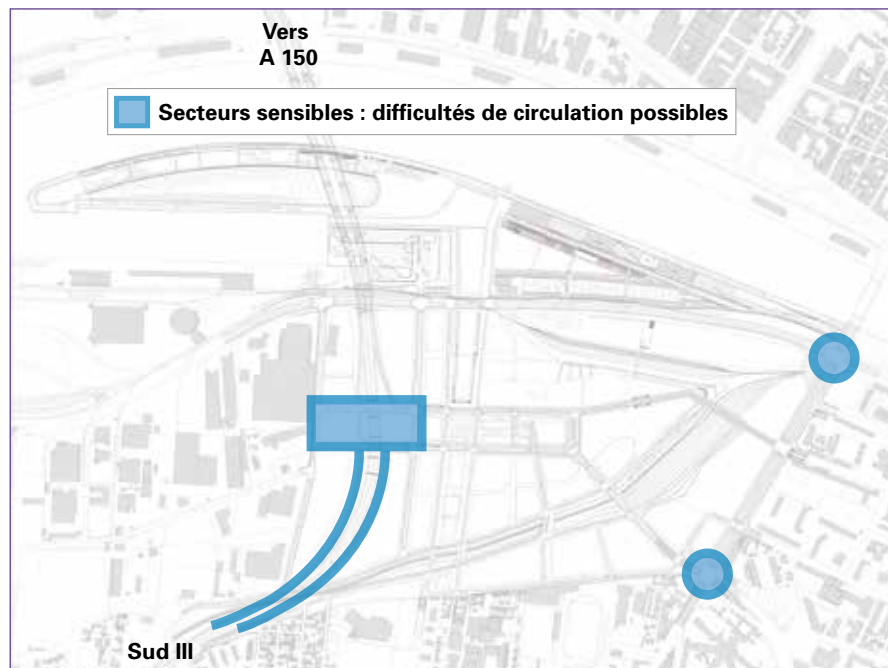 Vers
A 150
Secteurs sensibles : difficultés de circulation possibles
Sud III